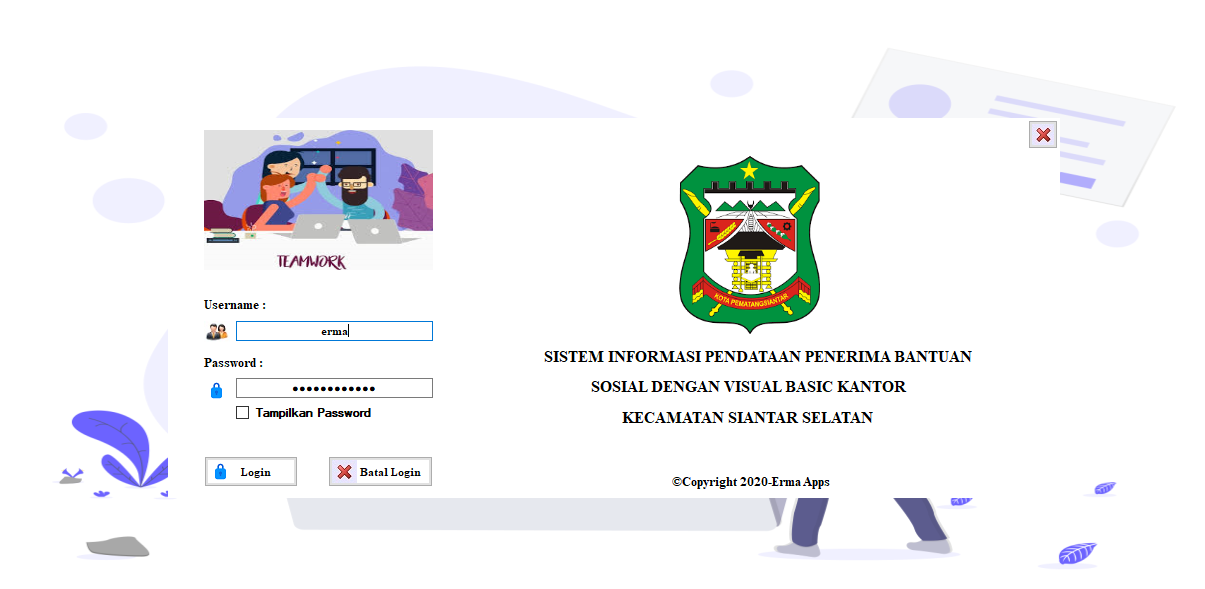 TEAMWORK
Username :
erma
Password :
••••••••••••
Tampilkan Password
Login
Batal Login
KOTA PEMATANGSIANTAR
SISTEM INFORMASI PENDATAAN PENERIMA BANTUAN
SOSIAL DENGAN VISUAL BASIC KANTOR
KECAMATAN SIANTAR SELATAN
©Copyright 2020-Erma Apps